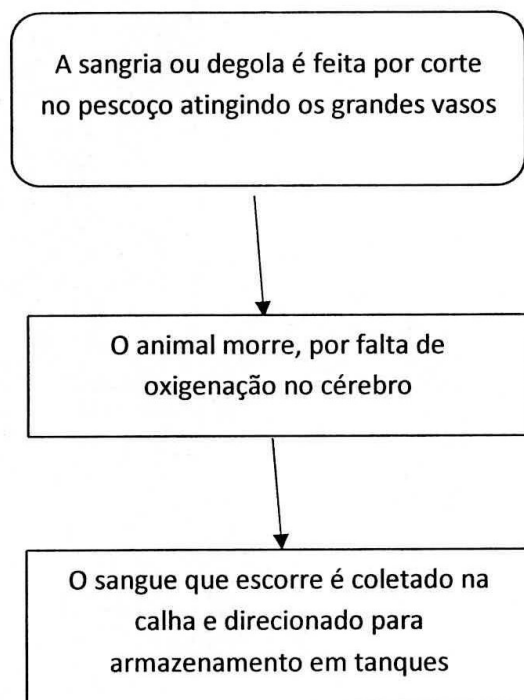 A sangria ou degola é feita por corte
no pescoço atingindo os grandes vasos
O animal morre, por falta de
oxigenação no cérebro
O sangue que escorre é coletado na
calha e direcionado para
armazenamento em tanques